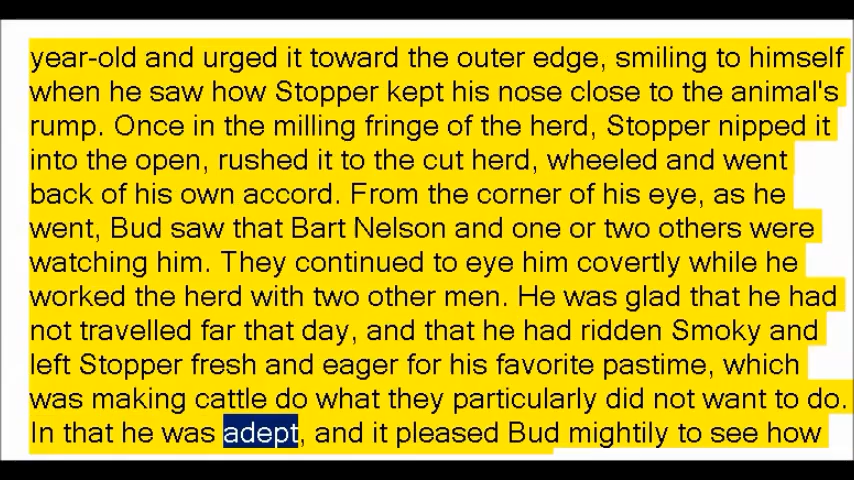 year-old and urged it toward the outer edge, smiling to himself
when he saw how Stopper kept his nose close to the animal's
rump. Once in the milling fringe of the herd, Stopper nipped it
into the open, rushed it to the cut herd, wheeled and went
back of his own accord. From the corner of his eye, as he
went, Bud saw that Bart Nelson and one or two others were
watching him. They continued to eye him covertly while he
worked the herd with two other men. He was glad that he had
not travelled far that day, and that he had ridden Smoky and
left Stopper fresh and eager for his favorite pastime, which
was making cattle do what they particularly did not want to do.
In that he was adept, and it pleased Bud mightily to see how